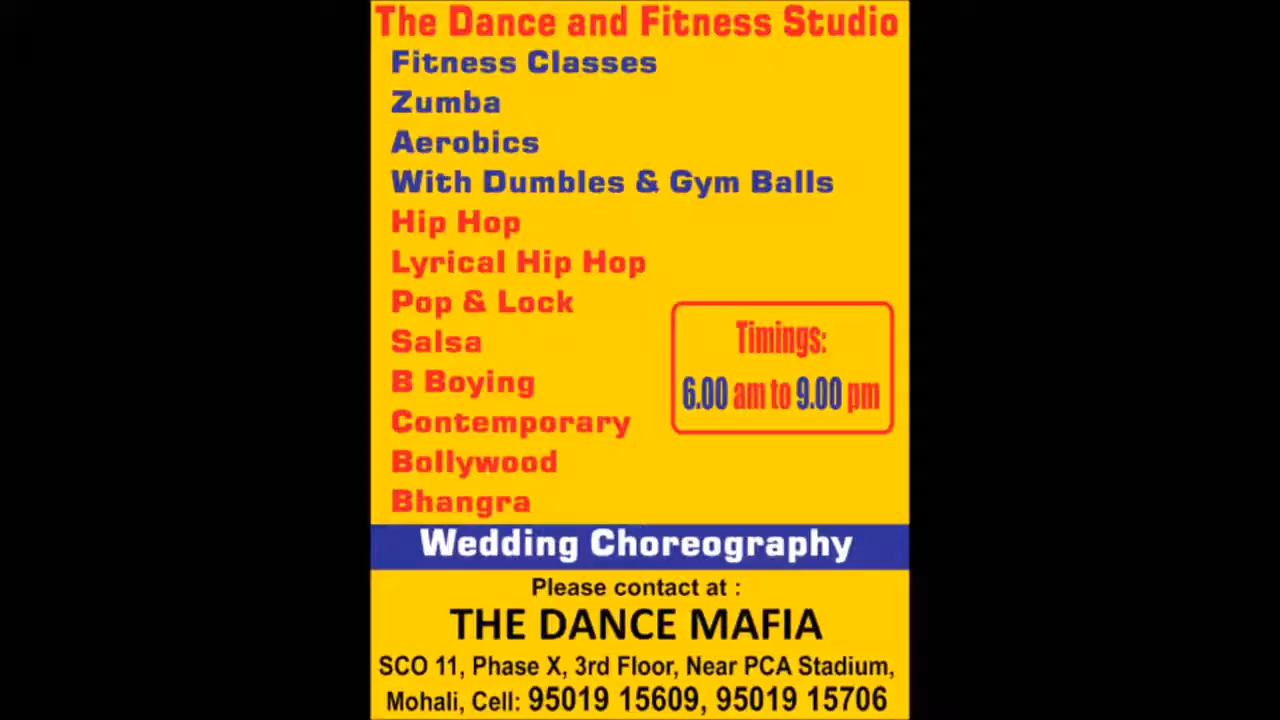 The Dance and Fitness Studio
Fitness Classes
Zumba
Aerobics
With Dumbles & Gym Balls
Hip Hop
Lyrical Hip Hop
Pop & Lock
Salsa
B Boying
Contemporary
Bollywood
Bhangra
Timings:
6.00 am to 9.00 pm
Wedding Choreography
Please contact at :
THE DANCE MAFIA
SCO 11, Phase X, 3rd Floor, Near PCA Stadium,
Mohali, Cell: 95019 15609, 95019 15706